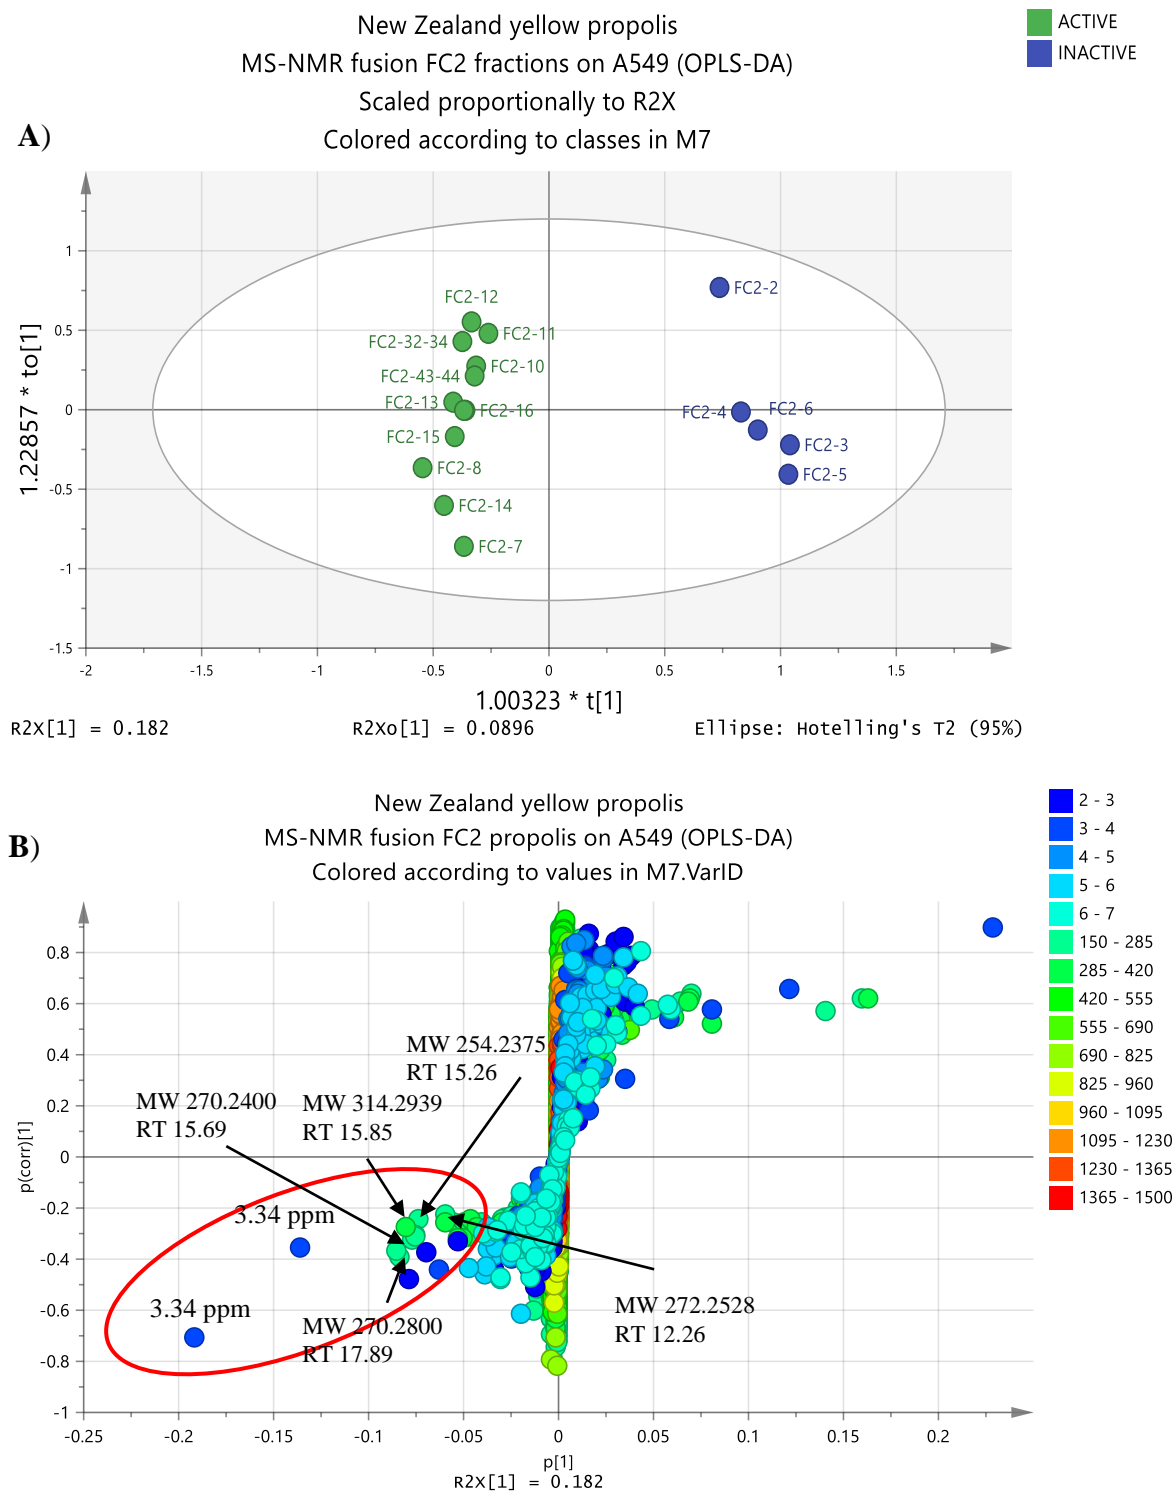 New Zealand yellow propolis
MS-NMR fusion FC2 fractions on A549 (OPLS-DA)
Scaled proportionally to R2X
Colored according to classes in M7
ACTIVE
INACTIVE
A)
1.22857 * to[1]
1
0.5
0
-0.5
-1
-1.5
FC2-12
FC2-11
FC2-32-34
FC2-10
FC2-43-44
FC2-13
FC2-16
FC2-15
FC2-8
FC2-14
FC2-7
FC2-2
FC2-4
FC2-6
FC2-3
FC2-5
-2
-1.5
-1
-0.5
0
0.5
1
1.5
1.00323 * t[1]
R2X[1] = 0.182
R2Xo[1] = 0.0896
Ellipse: Hotelling's T2 (95%)
New Zealand yellow propolis
MS-NMR fusion FC2 propolis on A549 (OPLS-DA)
Colored according to values in M7.VarID
B)
2 - 3
3 - 4
4 - 5
5 - 6
6 - 7
150 - 285
285 - 420
420 - 555
555 - 690
690 - 825
825 - 960
960 - 1095
1095 - 1230
1230 - 1365
1365 - 1500
p(corr)[1]
0.8
0.6
0.4
0.2
0
-0.2
-0.4
-0.6
-0.8
-1
MW 254.2375
RT 15.26
MW 270.2400
RT 15.69
MW 314.2939
RT 15.85
3.34 ppm
3.34 ppm
MW 270.2800
RT 17.89
MW 272.2528
RT 12.26
-0.25
-0.2
-0.15
-0.1
-0.05
0
0.05
0.1
0.15
0.2
p[1]
R2X[1] = 0.182